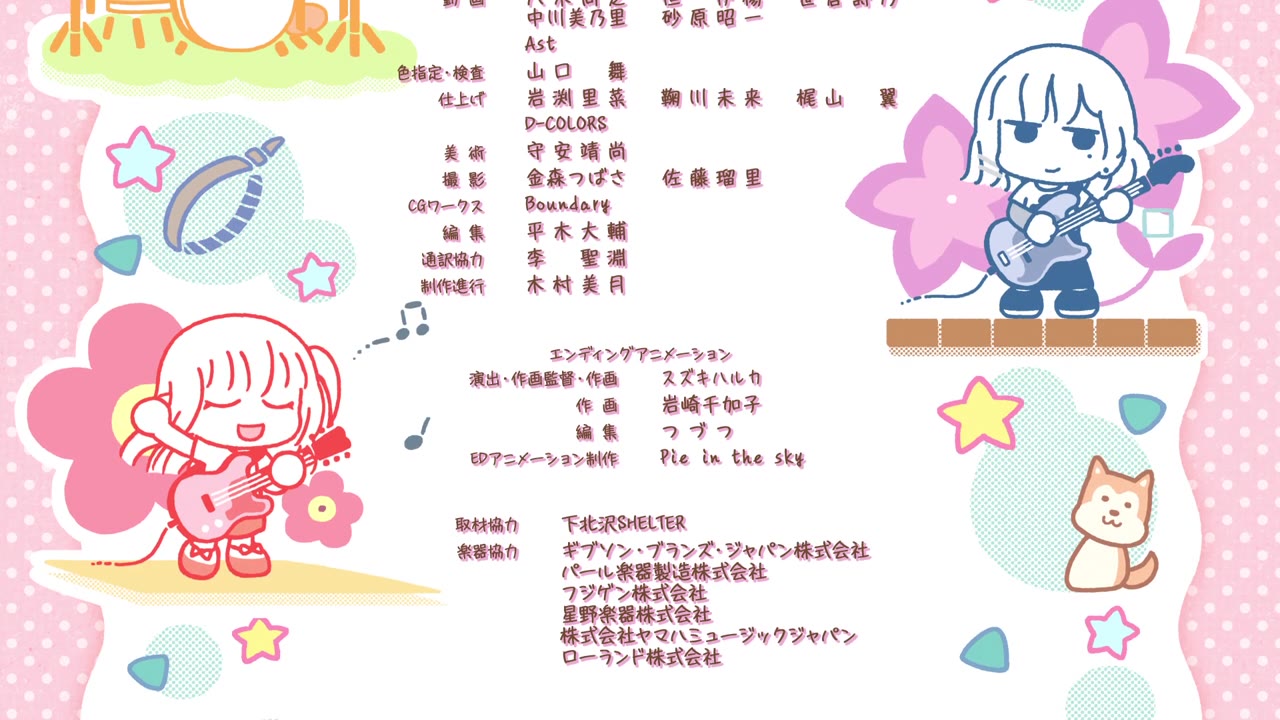 中川美乃里 砂原昭一
Ast
色指定・検査 山口 舞
仕上げ 岩渕里菜 鞠川未来 梶山 翼
D-COLORS
美術 守安靖尚
撮影 金森つばさ 佐藤瑠里
CGワークス Boundary
編集 平木大輔
通訳協力 李 聖淵
制作進行 木村美月
エンディングアニメーション
演出・作画監督・作画 スズキハルカ
作画 岩崎千加子
編集 つづつ
EDアニメーション制作 Pie in the sky
取材協力 下北沢SHELTER
楽器協力 ギブソン・ブランズ・ジャパン株式会社
パール楽器製造株式会社
フジゲン株式会社
星野楽器株式会社
株式会社ヤマハミュージックジャパン
ローランド株式会社